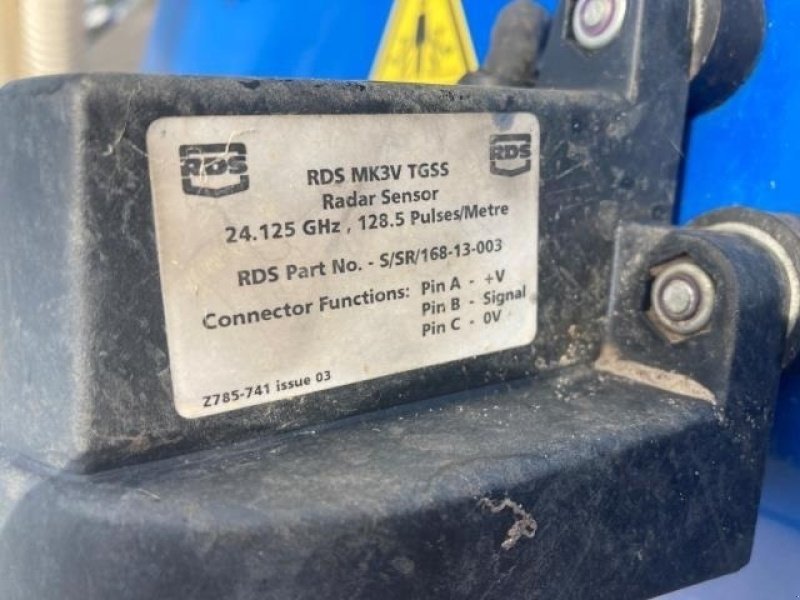 RDS
RDS
RDS MK3V TGSS
Radar Sensor
24.125 GHz , 128.5 Pulses/Metre
RDS Part No. - S/SR/168-13-003
Connector Functions: Pin A - +V
Pin B - Signal
Pin C - 0V
Z785-741 issue 03